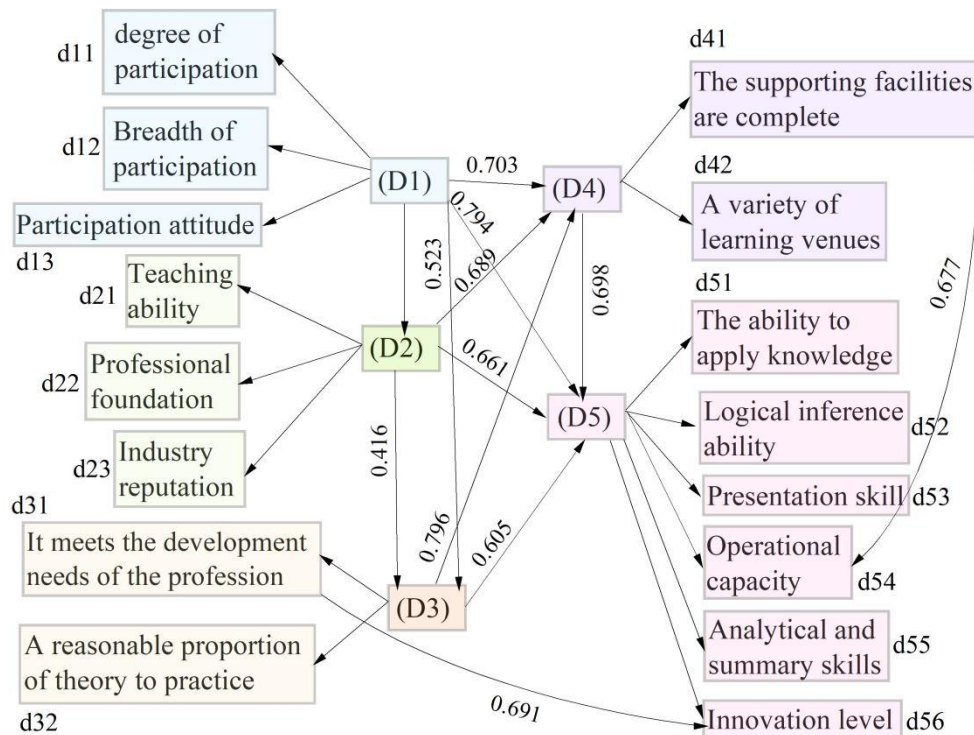 d11
degree of
participation
d12
Breadth of
participation
Participation attitude
d13
d21
Teaching
ability
d22
Professional
foundation
d23
Industry
reputation
d31
It meets the development
needs of the profession
A reasonable proportion
of theory to practice
d32
(D1)
(D2)
(D3)
(D4)
(D5)
0.703
0.794
0.523
0.689
0.698
0.661
0.416
0.796
0.605
0.691
0.677
d41
The supporting facilities
are complete
d42
A variety of
learning venues
d51
The ability to
apply knowledge
Logical inference
ability
d52
Presentation skill
d53
Operational
capacity
d54
Analytical and
summary skills
d55
Innovation level
d56